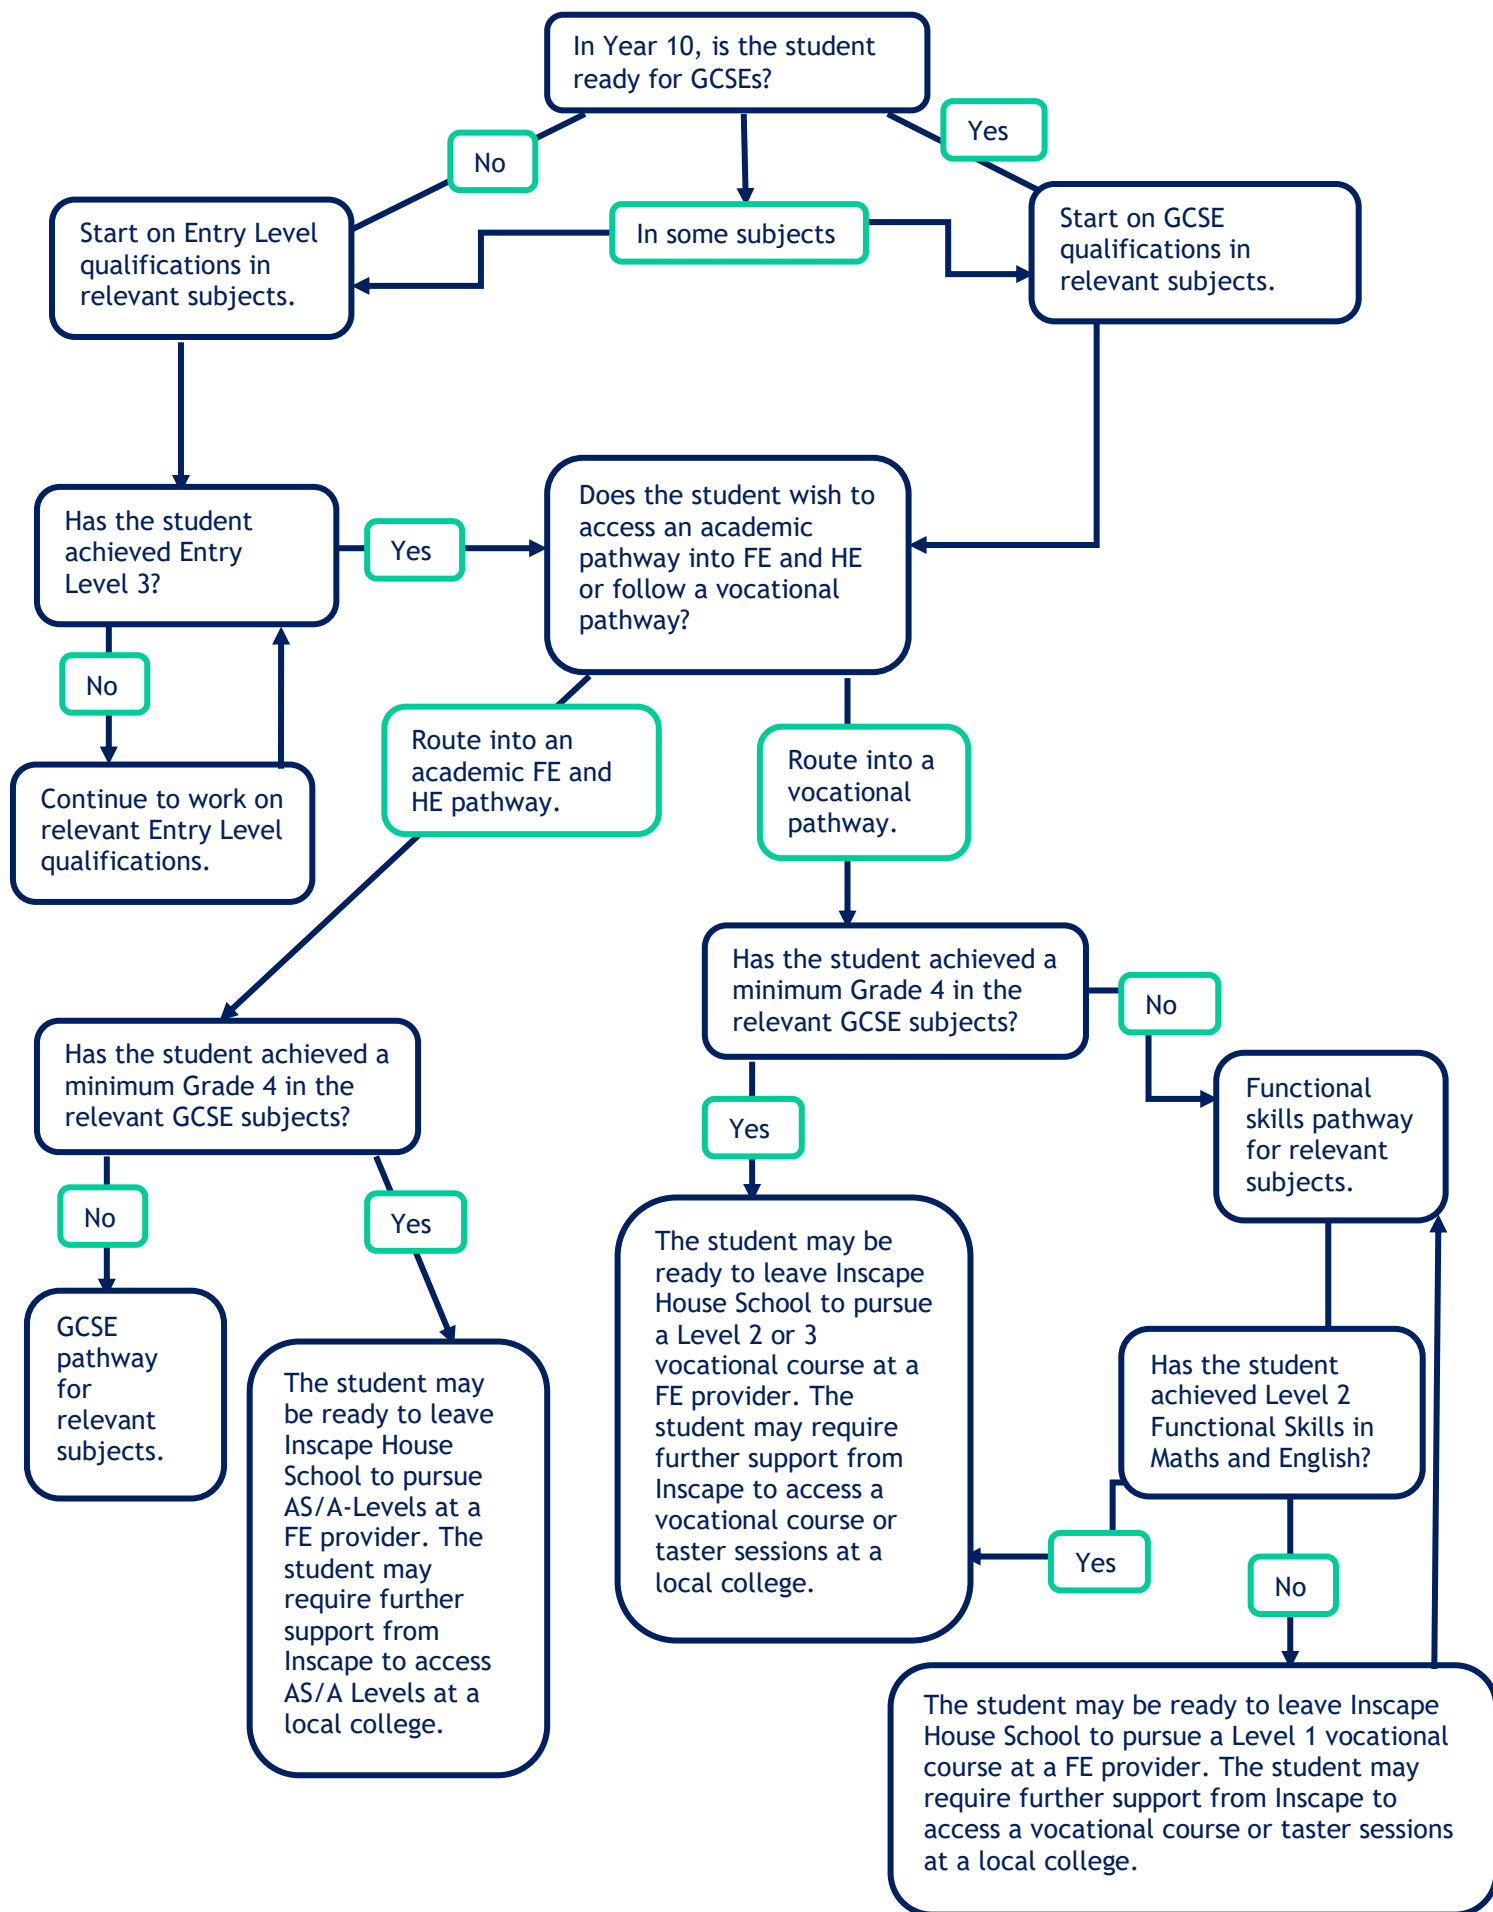 In Year 10, is the student
ready for GCSEs?
No
Yes
In some subjects
Start on Entry Level
qualifications in
relevant subjects.
Start on GCSE
qualifications in
relevant subjects.
Has the student
achieved Entry
Level 3?
Yes
Does the student wish to
access an academic
pathway into FE and HE
or follow a vocational
pathway?
No
Continue to work on
relevant Entry Level
qualifications.
Route into an
academic FE and
HE pathway.
Route into a
vocational
pathway.
Has the student achieved a
minimum Grade 4 in the
relevant GCSE subjects?
No
Has the student achieved a
minimum Grade 4 in the
relevant GCSE subjects?
Yes
Functional
skills pathway
for relevant
subjects.
No
Yes
GCSE
pathway
for
relevant
subjects.
The student may
be ready to leave
Inscape House
School to pursue
AS/A-Levels at a
FE provider. The
student may
require further
support from
Inscape to access
AS/A Levels at a
local college.
The student may be
ready to leave Inscape
House School to pursue
a Level 2 or 3
vocational course at a
FE provider. The
student may require
further support from
Inscape to access a
vocational course or
taster sessions at a
local college.
Has the student
achieved Level 2
Functional Skills in
Maths and English?
Yes
No
The student may be ready to leave Inscape
House School to pursue a Level 1 vocational
course at a FE provider. The student may
require further support from Inscape to
access a vocational course or taster sessions
at a local college.